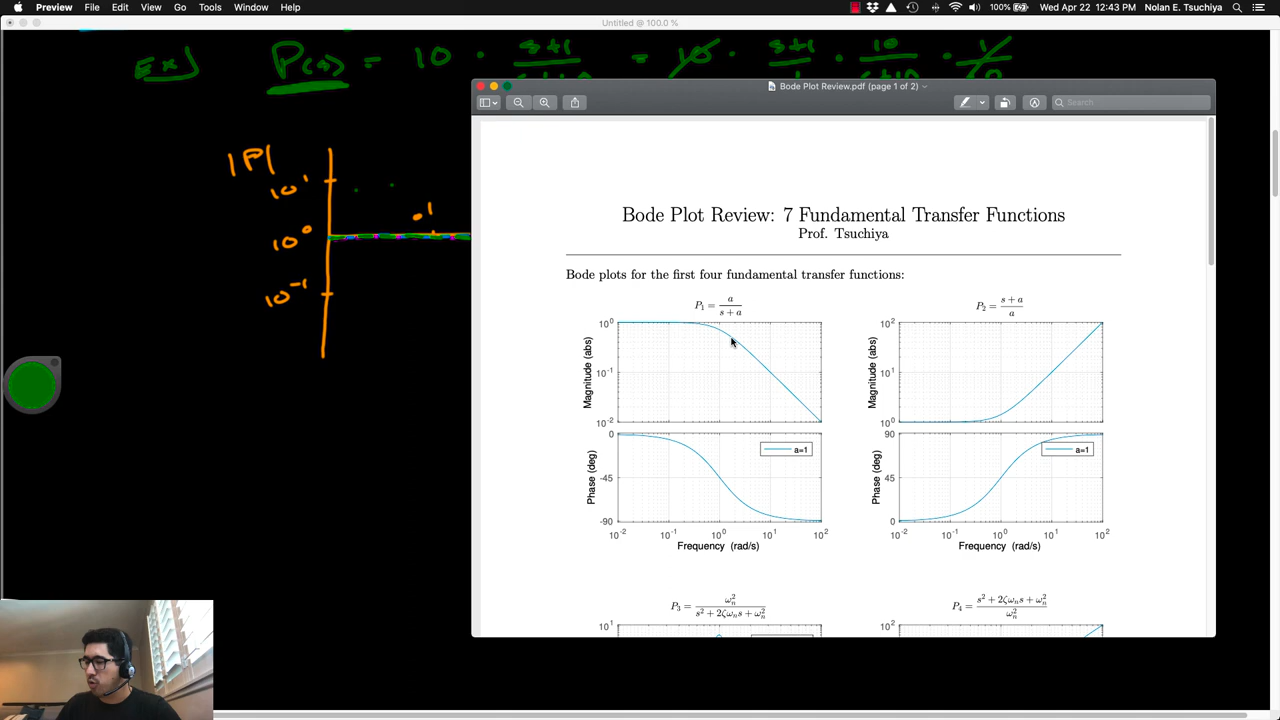 Preview File Edit View Go Tools Window Help 100% Wed Apr 22 12:43 PM Nolan E. Tsuchiya
Untitled @ 100.0 %
Ex) P(s) = 10 · s+1 = 10 · s+1 · 10 · 1
Bode Plot Review.pdf (page 1 of 2)
Search
|P|
10¹
10⁰
10⁻¹
Bode Plot Review: 7 Fundamental Transfer Functions
Prof. Tsuchiya
Bode plots for the first four fundamental transfer functions:
P₁ = a / (s + a)
10⁰
10⁻¹
10⁻²
Magnitude (abs)
0
-45
-90
Phase (deg)
a=1
10⁻² 10⁻¹ 10⁰ 10¹ 10²
Frequency (rad/s)
P₂ = (s + a) / a
10²
10¹
10⁰
Magnitude (abs)
90
45
0
Phase (deg)
a=1
10⁻² 10⁻¹ 10⁰ 10¹ 10²
Frequency (rad/s)
P₃ = ωₙ² / (s² + 2ζωₙs + ωₙ²)
10¹
P₄ = (s² + 2ζωₙs + ωₙ²) / ωₙ²
10²